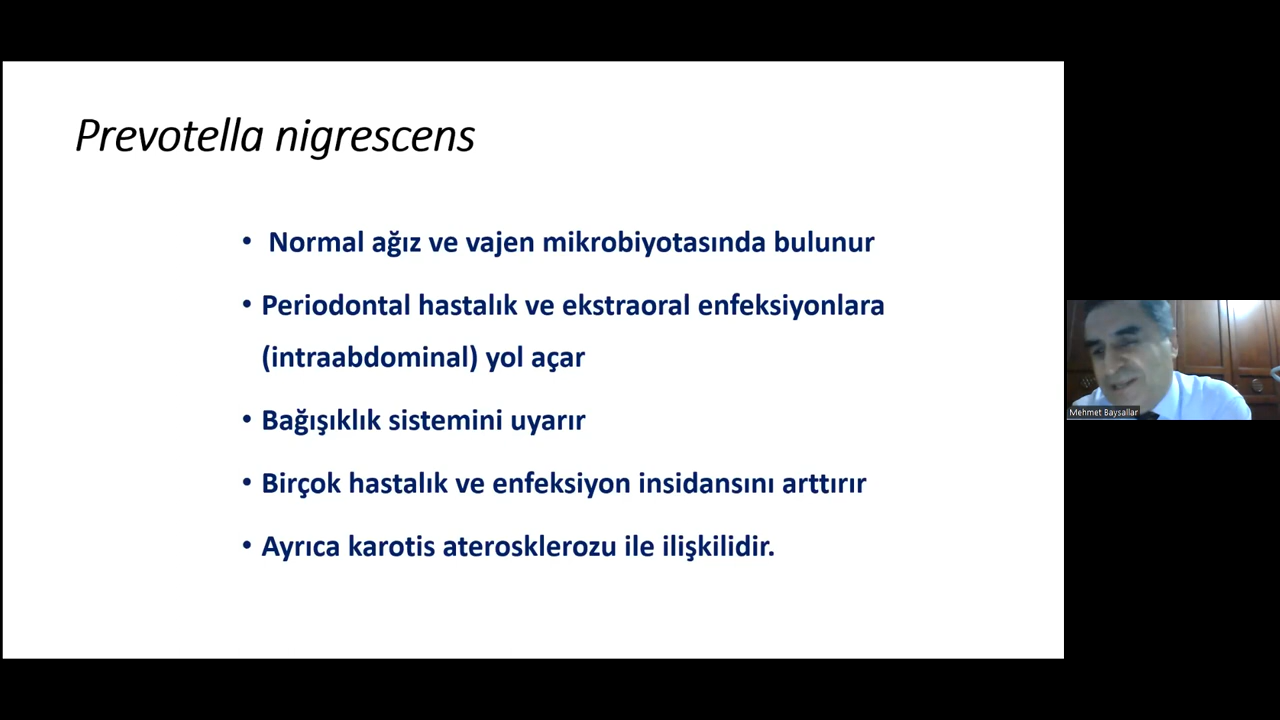 Prevotella nigrescens
• Normal ağız ve vajen mikrobiyotasında bulunur
• Periodontal hastalık ve ekstraoral enfeksiyonlara
(intraabdominal) yol açar
• Bağışıklık sistemini uyarır
• Birçok hastalık ve enfeksiyon insidansını arttırır
• Ayrıca karotis aterosklerozu ile ilişkilidir.
Mehmet Baysallar